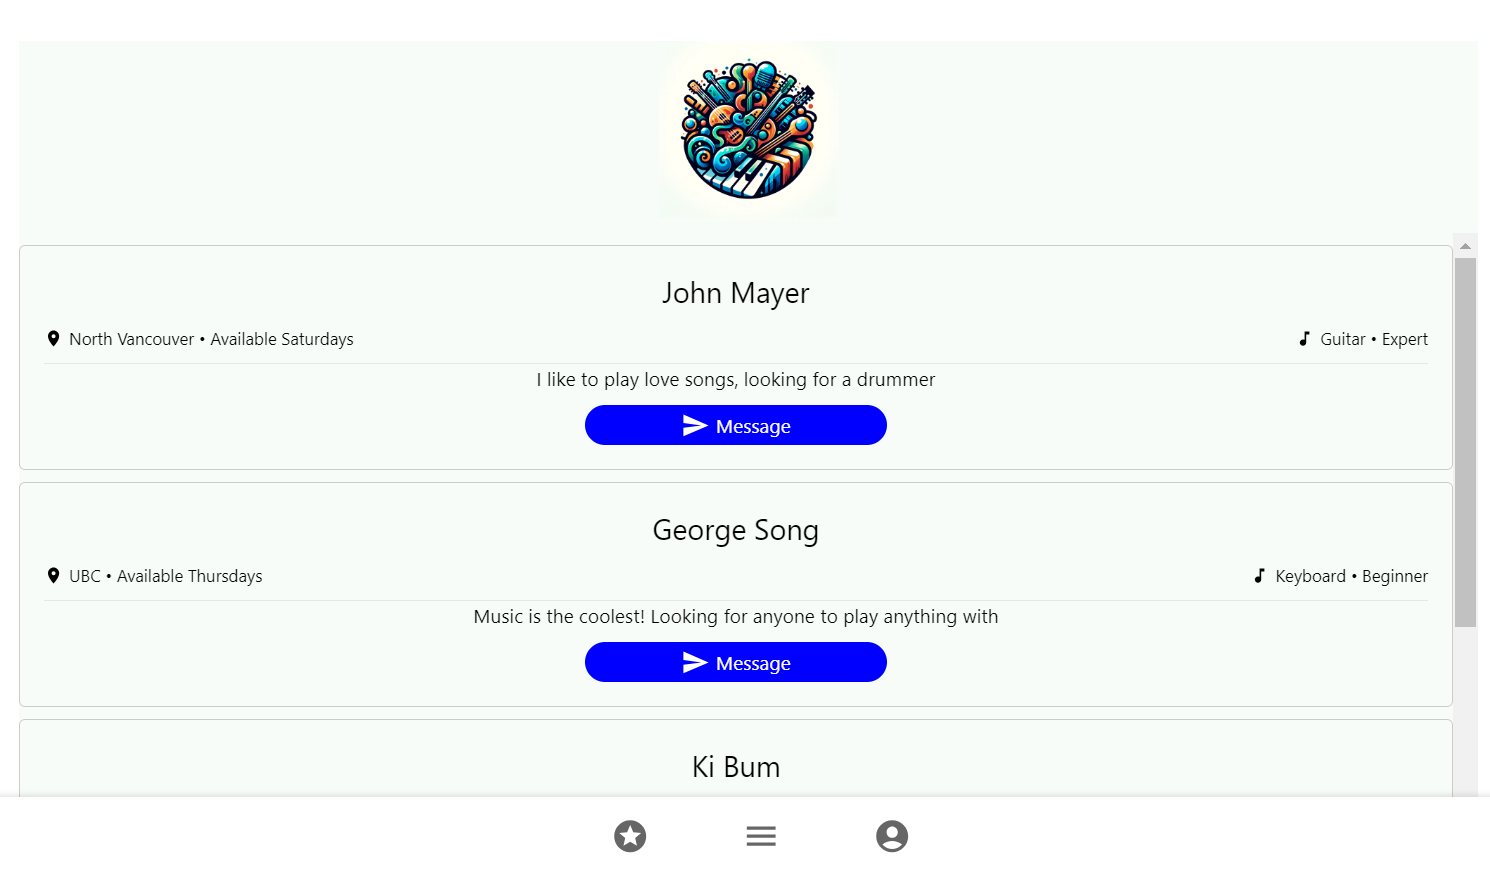 John Mayer
North Vancouver • Available Saturdays
Guitar • Expert
I like to play love songs, looking for a drummer
Message
George Song
UBC • Available Thursdays
Keyboard • Beginner
Music is the coolest! Looking for anyone to play anything with
Message
Ki Bum